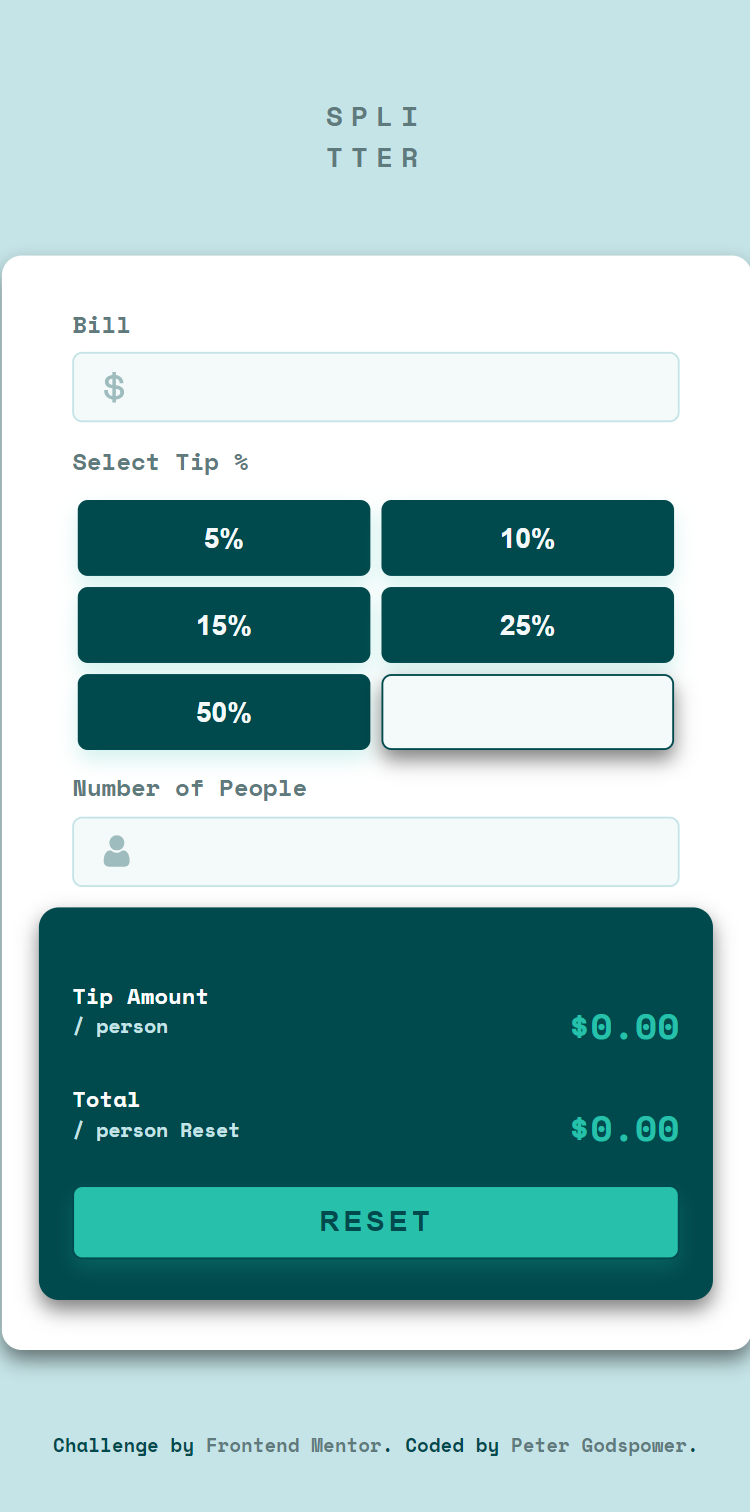 SPLI
TTER
Bill
$
Select Tip %
5% 10%
15% 25%
50%
Number of People
Tip Amount
/ person
$0.00
Total
/ person Reset
$0.00
RESET
Challenge by Frontend Mentor. Coded by Peter Godspower.